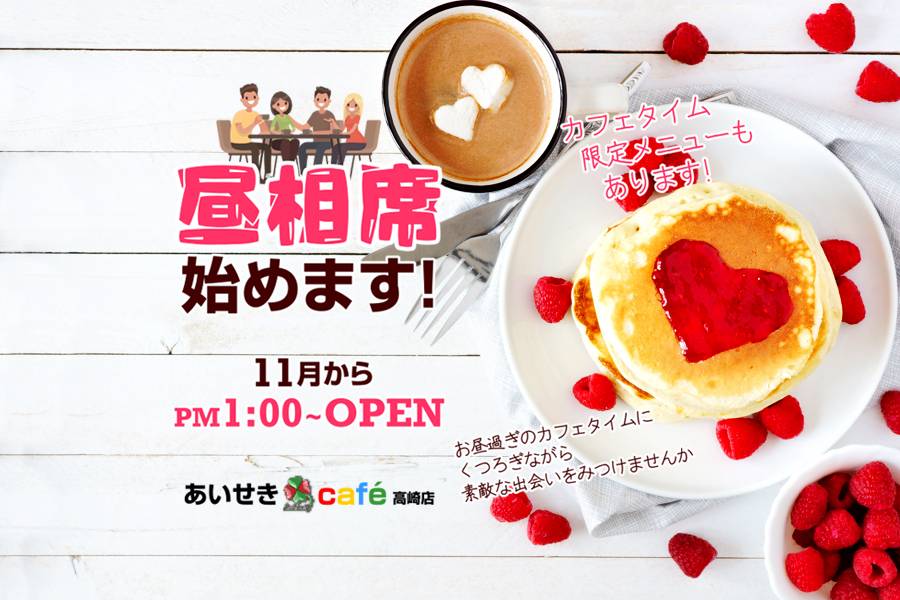 昼相席
始めます!
11月から
PM1:00~OPEN
あいせき café 高崎店
カフェタイム
限定メニューも
あります!
お昼過ぎのカフェタイムに
くつろぎながら
素敵な出会いをみつけませんか